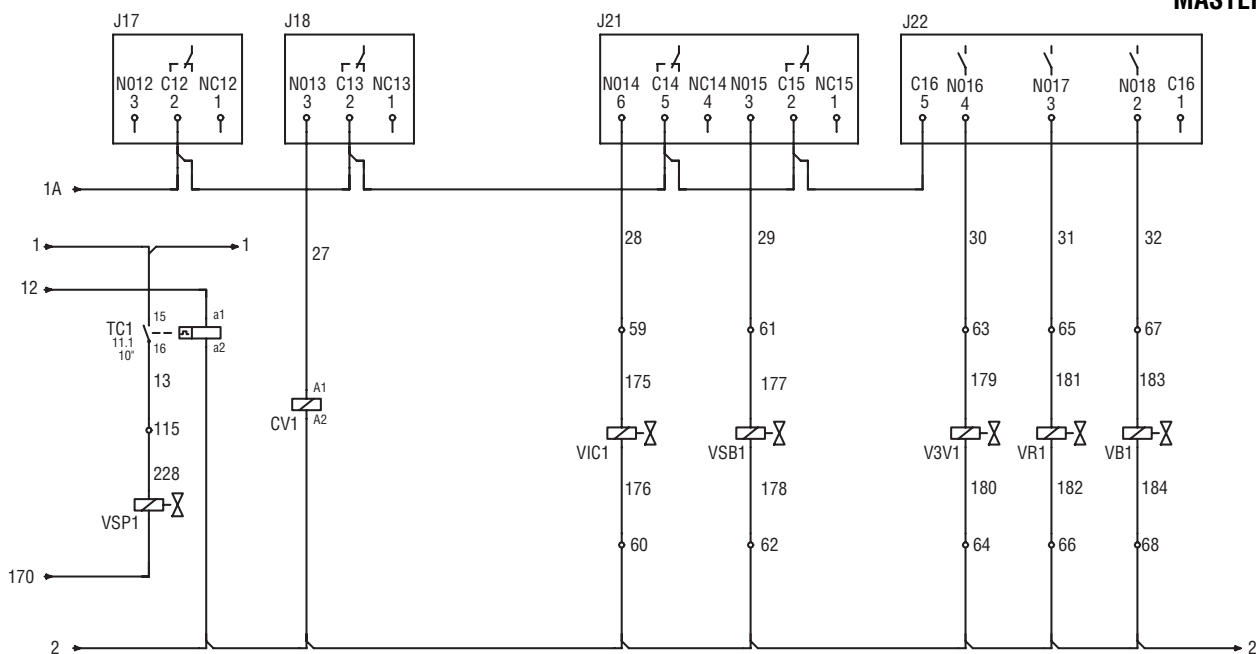 MASTER
J17 J18 J21 J22
N012 C12 NC12 N013 C13 NC13 N014 C14 NC14 N015 C15 NC15 C16 N016 N017 N018 C16
3 2 1 3 2 1 6 5 4 3 2 1 5 4 3 2 1
1A
1 1 27 28 29 30 31 32
12
15 a1
TC1 59 61 63 65 67
11.1 16 a2
10"
13 175 177 179 181 183
A1
CV1 A2
115
VIC1 VSB1 V3V1 VR1 VB1
228 176 178 180 182 184
VSP1
60 62 64 66 68
170
2 2